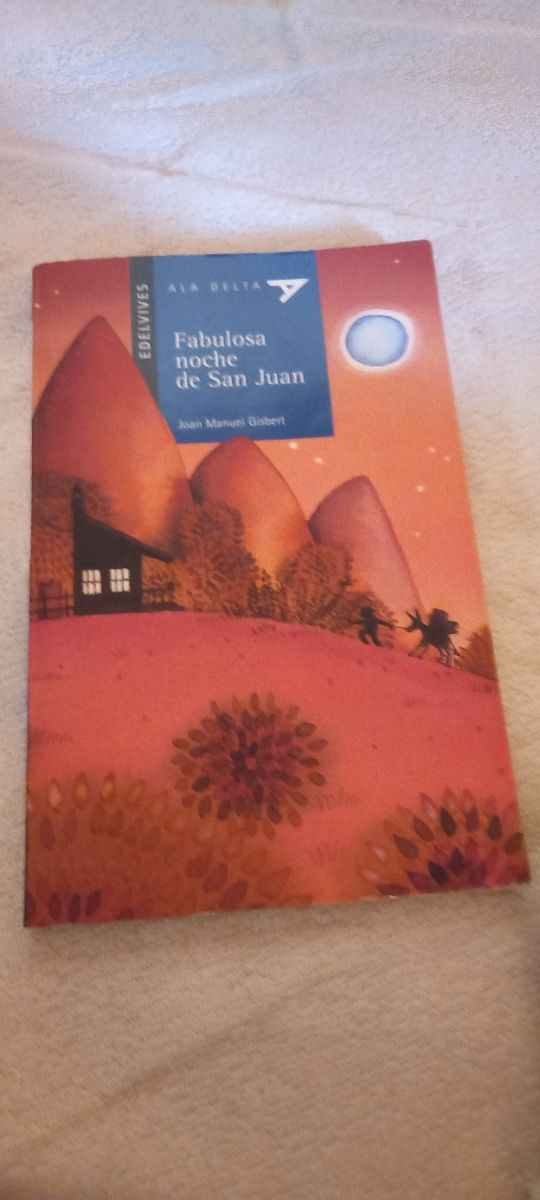 EDELVIVES
ALA DELTA
Fabulosa
noche
de San Juan
Joan Manuel Gisbert